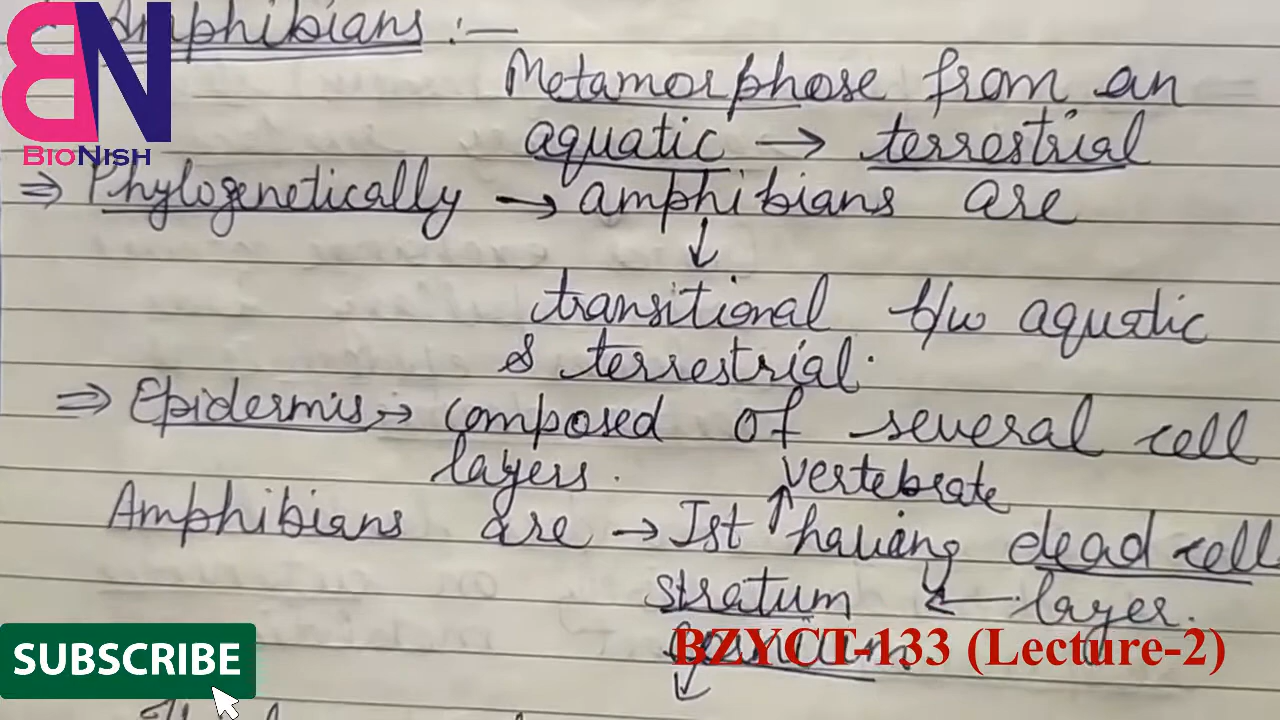 Amphibians :—
BN
BIONISH
Metamorphose from an
aquatic → terrestrial
⇒ Phylogenetically → amphibians are
↓
transitional b/w aquatic
& terrestrial.
⇒ Epidermis → composed of several cell
layers.
vertebrate
Amphibians are → Ist ↑ having dead cell
stratum ← layer.
BZYCT-133 (Lecture-2)
↓
SUBSCRIBE